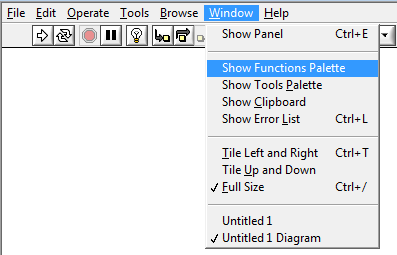 File Edit Operate Tools Browse Window Help
Show Panel Ctrl+E
Show Functions Palette
Show Tools Palette
Show Clipboard
Show Error List Ctrl+L
Tile Left and Right Ctrl+T
Tile Up and Down
✓ Full Size Ctrl+/
Untitled 1
✓ Untitled 1 Diagram